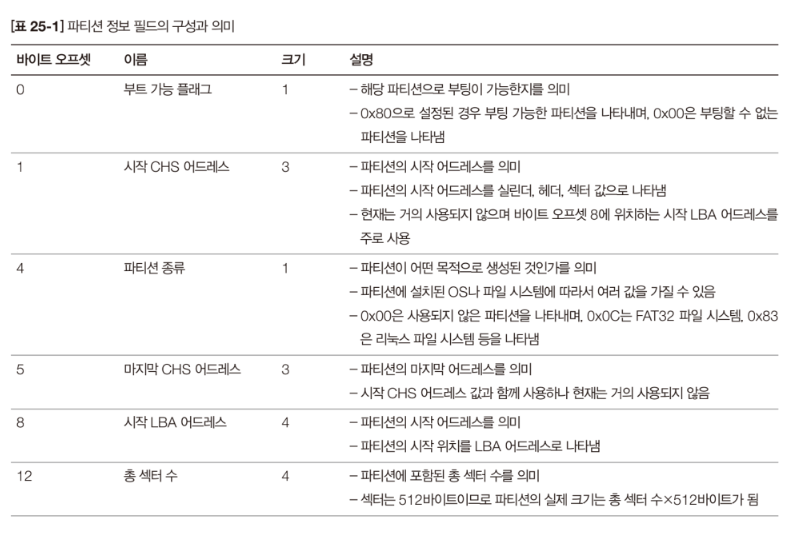 [표 25-1] 파티션 정보 필드의 구성과 의미
바이트 오프셋 이름 크기 설명
0 부트 가능 플래그 1 – 해당 파티션으로 부팅이 가능한지를 의미
– 0x80으로 설정된 경우 부팅 가능한 파티션을 나타내며, 0x00은 부팅할 수 없는
파티션을 나타냄
1 시작 CHS 어드레스 3 – 파티션의 시작 어드레스를 의미
– 파티션의 시작 어드레스를 실린더, 헤더, 섹터 값으로 나타냄
– 현재는 거의 사용되지 않으며 바이트 오프셋 8에 위치하는 시작 LBA 어드레스를
주로 사용
4 파티션 종류 1 – 파티션이 어떤 목적으로 생성된 것인가를 의미
– 파티션에 설치된 OS나 파일 시스템에 따라서 여러 값을 가질 수 있음
– 0x00은 사용되지 않은 파티션을 나타내며, 0x0C는 FAT32 파일 시스템, 0x83
은 리눅스 파일 시스템 등을 나타냄
5 마지막 CHS 어드레스 3 – 파티션의 마지막 어드레스를 의미
– 시작 CHS 어드레스 값과 함께 사용하나 현재는 거의 사용되지 않음
8 시작 LBA 어드레스 4 – 파티션의 시작 어드레스를 의미
– 파티션의 시작 위치를 LBA 어드레스로 나타냄
12 총 섹터 수 4 – 파티션에 포함된 총 섹터 수를 의미
– 섹터는 512바이트이므로 파티션의 실제 크기는 총 섹터 수×512바이트가 됨